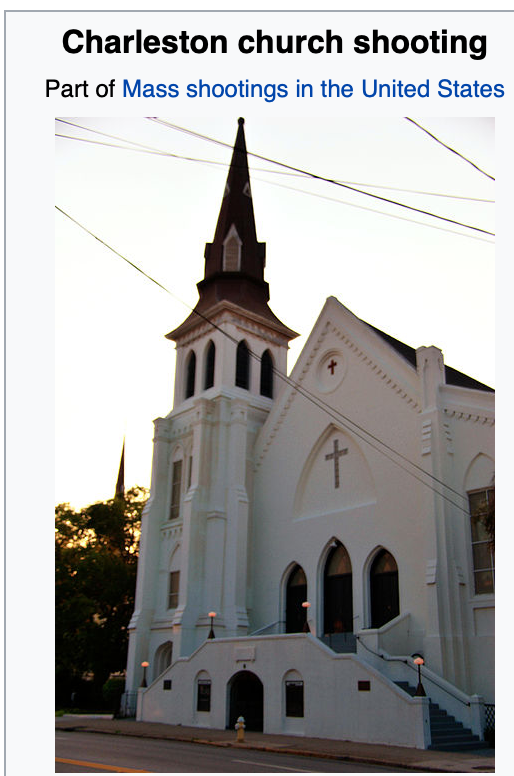 Charleston church shooting
Part of Mass shootings in the United States